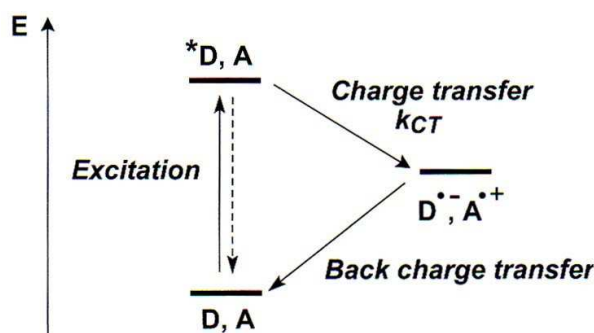 E
*D, A
Charge transfer
kCT
Excitation
D•−, A•+
Back charge transfer
D, A